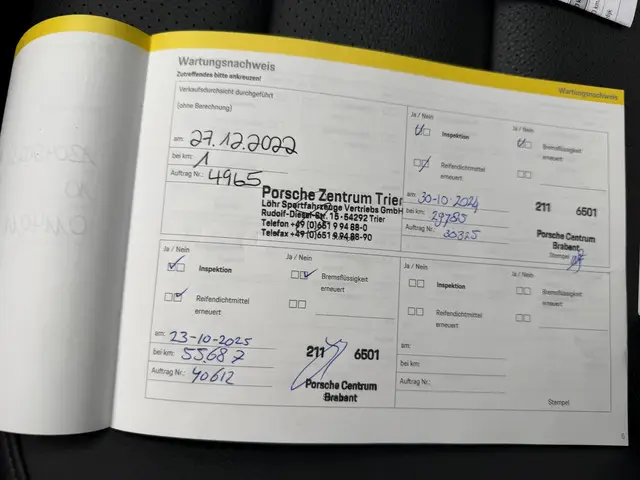 Wartungsnachweis
Zutreffendes bitte ankreuzen!
Wartungsnachweis
Verkaufsdurchsicht durchgeführt
(ohne Berechnung)
am: 27.12.2022
bei km: 1
Auftrag Nr.: 4965
Porsche Zentrum Trier
Löhr Sportfahrzeuge Vertriebs GmbH
Rudolf-Diesel-Str. 15 - 54292 Trier
Telefon +49 (0)651 9 94 88-0
Telefax +49 (0)651 9 94 88-90
Ja / Nein
Inspektion
Ja / Nein
Bremsflüssigkeit
erneuert
Reifendichtmittel
erneuert
am: 30-10-2024
bei km:
Auftrag Nr.:
211 6501
Porsche Centrum
Brabant
Stempel
Ja / Nein
Inspektion
Ja / Nein
Bremsflüssigkeit
erneuert
Reifendichtmittel
erneuert
am: 23-10-2025
bei km: 55.687
Auftrag Nr.: 40612
211 6501
Porsche Centrum
Brabant
Ja / Nein
Inspektion
Ja / Nein
Bremsflüssigkeit
erneuert
Reifendichtmittel
erneuert
am:
bei km:
Auftrag Nr.:
Stempel